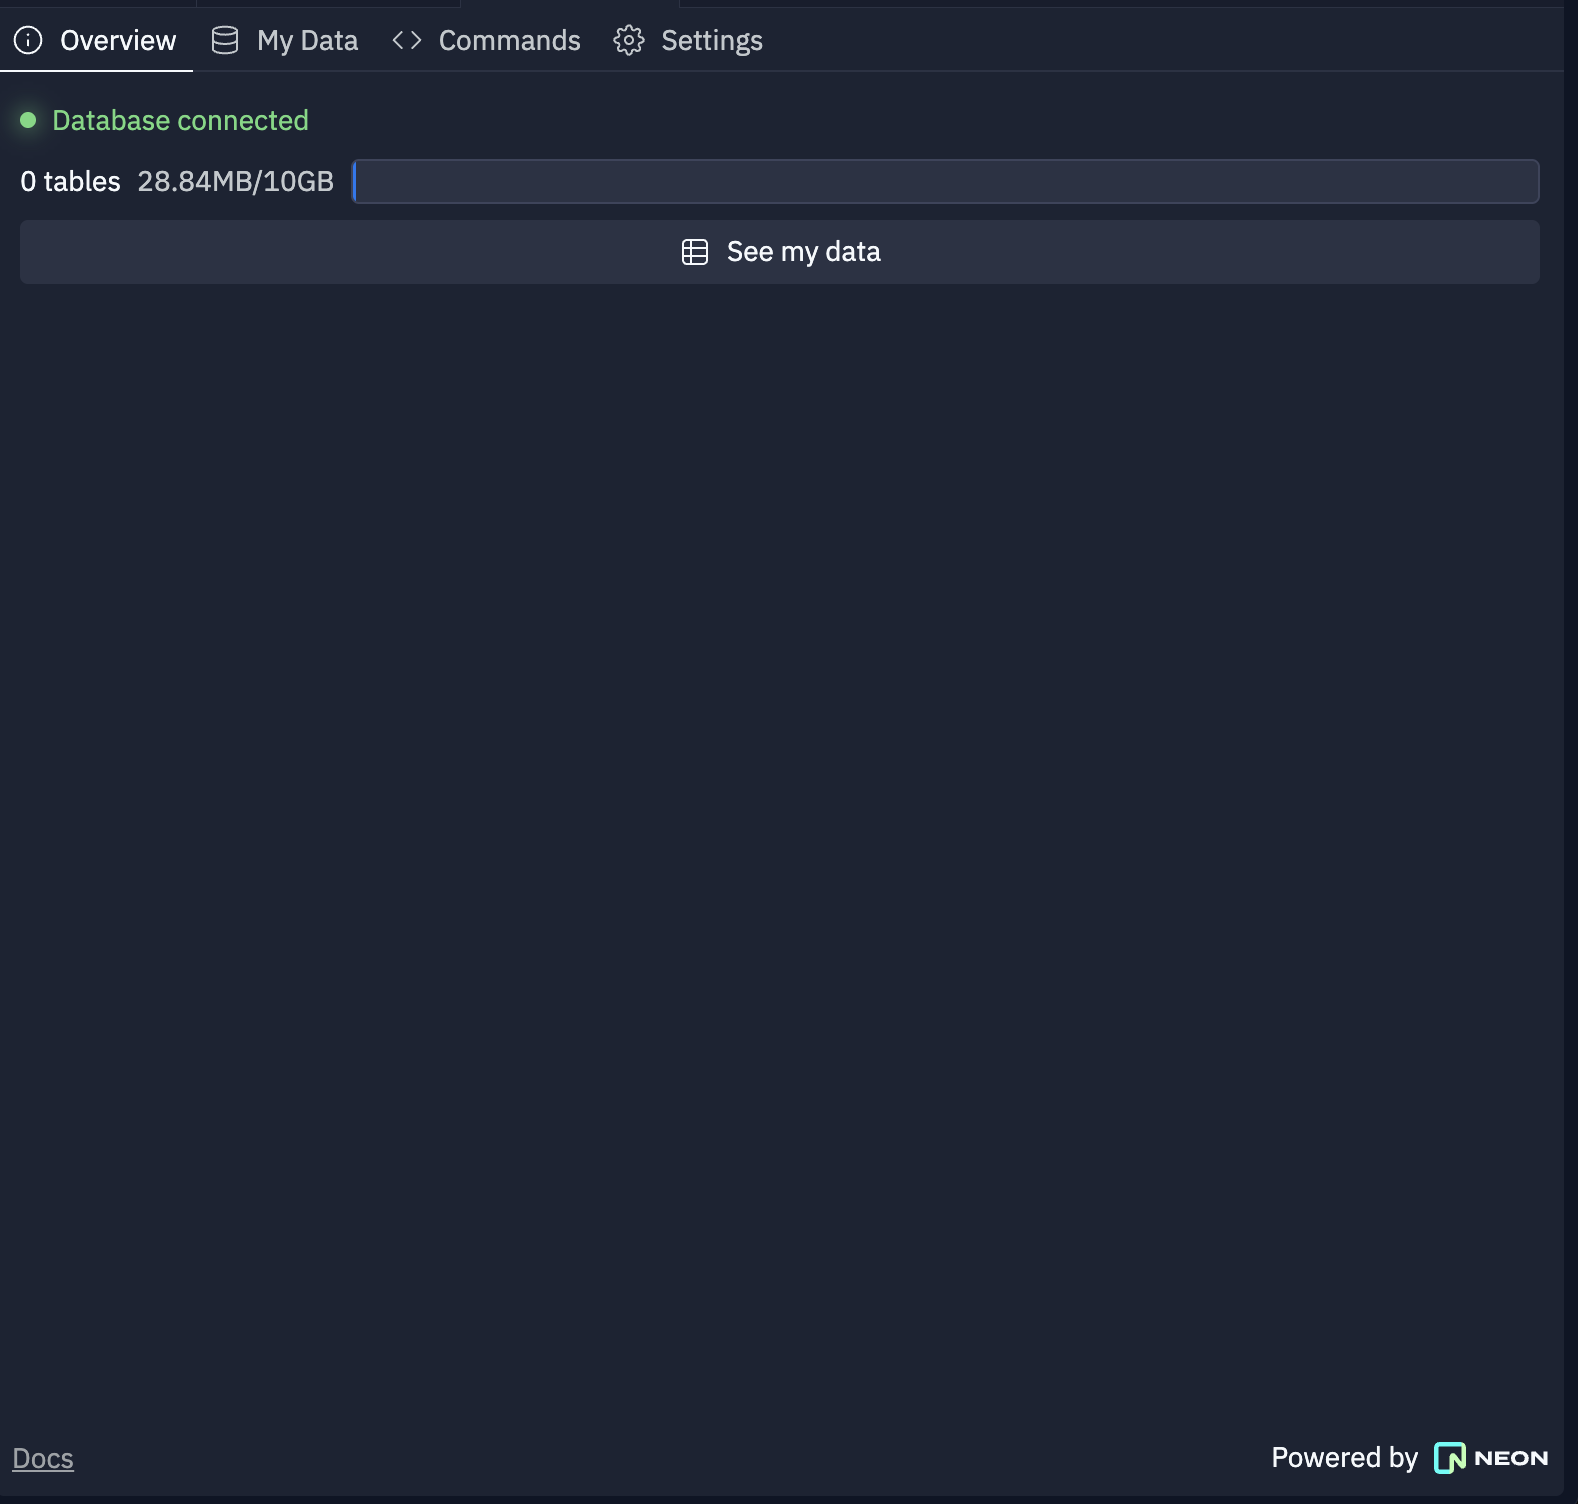 Overview My Data Commands Settings
Database connected
0 tables 28.84MB/10GB
See my data
Docs Powered by NEON